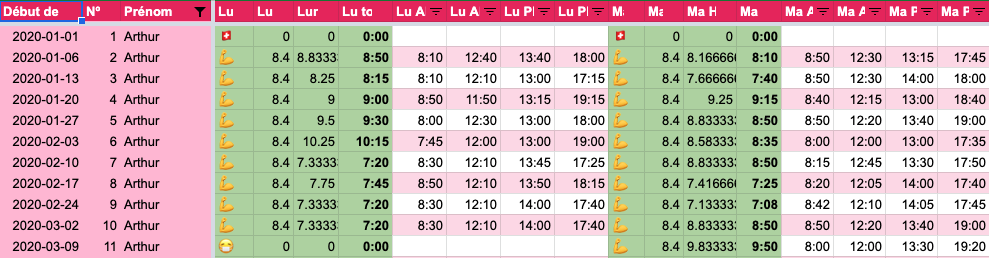 Début de Nº Prénom Lu Lu Lur Lu to Lu A Lu A Lu Pl Lu Pl Ma Ma Ma H Ma Ma A Ma A Ma P Ma P
2020-01-01 1 Arthur 🇨🇭 0 0 0:00 🇨🇭 0 0 0:00
2020-01-06 2 Arthur 💪 8.4 8.83333 8:50 8:10 12:40 13:40 18:00 💪 8.4 8.166666 8:10 8:50 12:30 13:15 17:45
2020-01-13 3 Arthur 💪 8.4 8.25 8:15 8:10 12:10 13:00 17:15 💪 8.4 7.666666 7:40 8:50 12:30 14:00 18:00
2020-01-20 4 Arthur 💪 8.4 9 9:00 8:50 11:50 13:15 19:15 💪 8.4 9.25 9:15 8:40 12:15 13:00 18:40
2020-01-27 5 Arthur 💪 8.4 9.5 9:30 8:00 12:30 13:00 18:00 💪 8.4 8.833333 8:50 8:50 12:20 13:40 19:00
2020-02-03 6 Arthur 💪 8.4 10.25 10:15 7:45 12:00 13:00 19:00 💪 8.4 8.583333 8:35 8:00 12:00 13:00 17:35
2020-02-10 7 Arthur 💪 8.4 7.33333 7:20 8:30 12:10 13:45 17:25 💪 8.4 8.833333 8:50 8:15 12:45 13:30 17:50
2020-02-17 8 Arthur 💪 8.4 7.75 7:45 8:50 12:10 13:50 18:15 💪 8.4 7.416666 7:25 8:20 12:05 14:00 17:40
2020-02-24 9 Arthur 💪 8.4 7.33333 7:20 8:30 12:10 14:00 17:40 💪 8.4 7.133333 7:08 8:42 12:10 14:05 17:45
2020-03-02 10 Arthur 💪 8.4 7.33333 7:20 8:30 12:10 14:00 17:40 💪 8.4 8.833333 8:50 8:50 12:20 13:40 19:00
2020-03-09 11 Arthur 😷 0 0 0:00 💪 8.4 9.833333 9:50 8:00 12:00 13:30 19:20